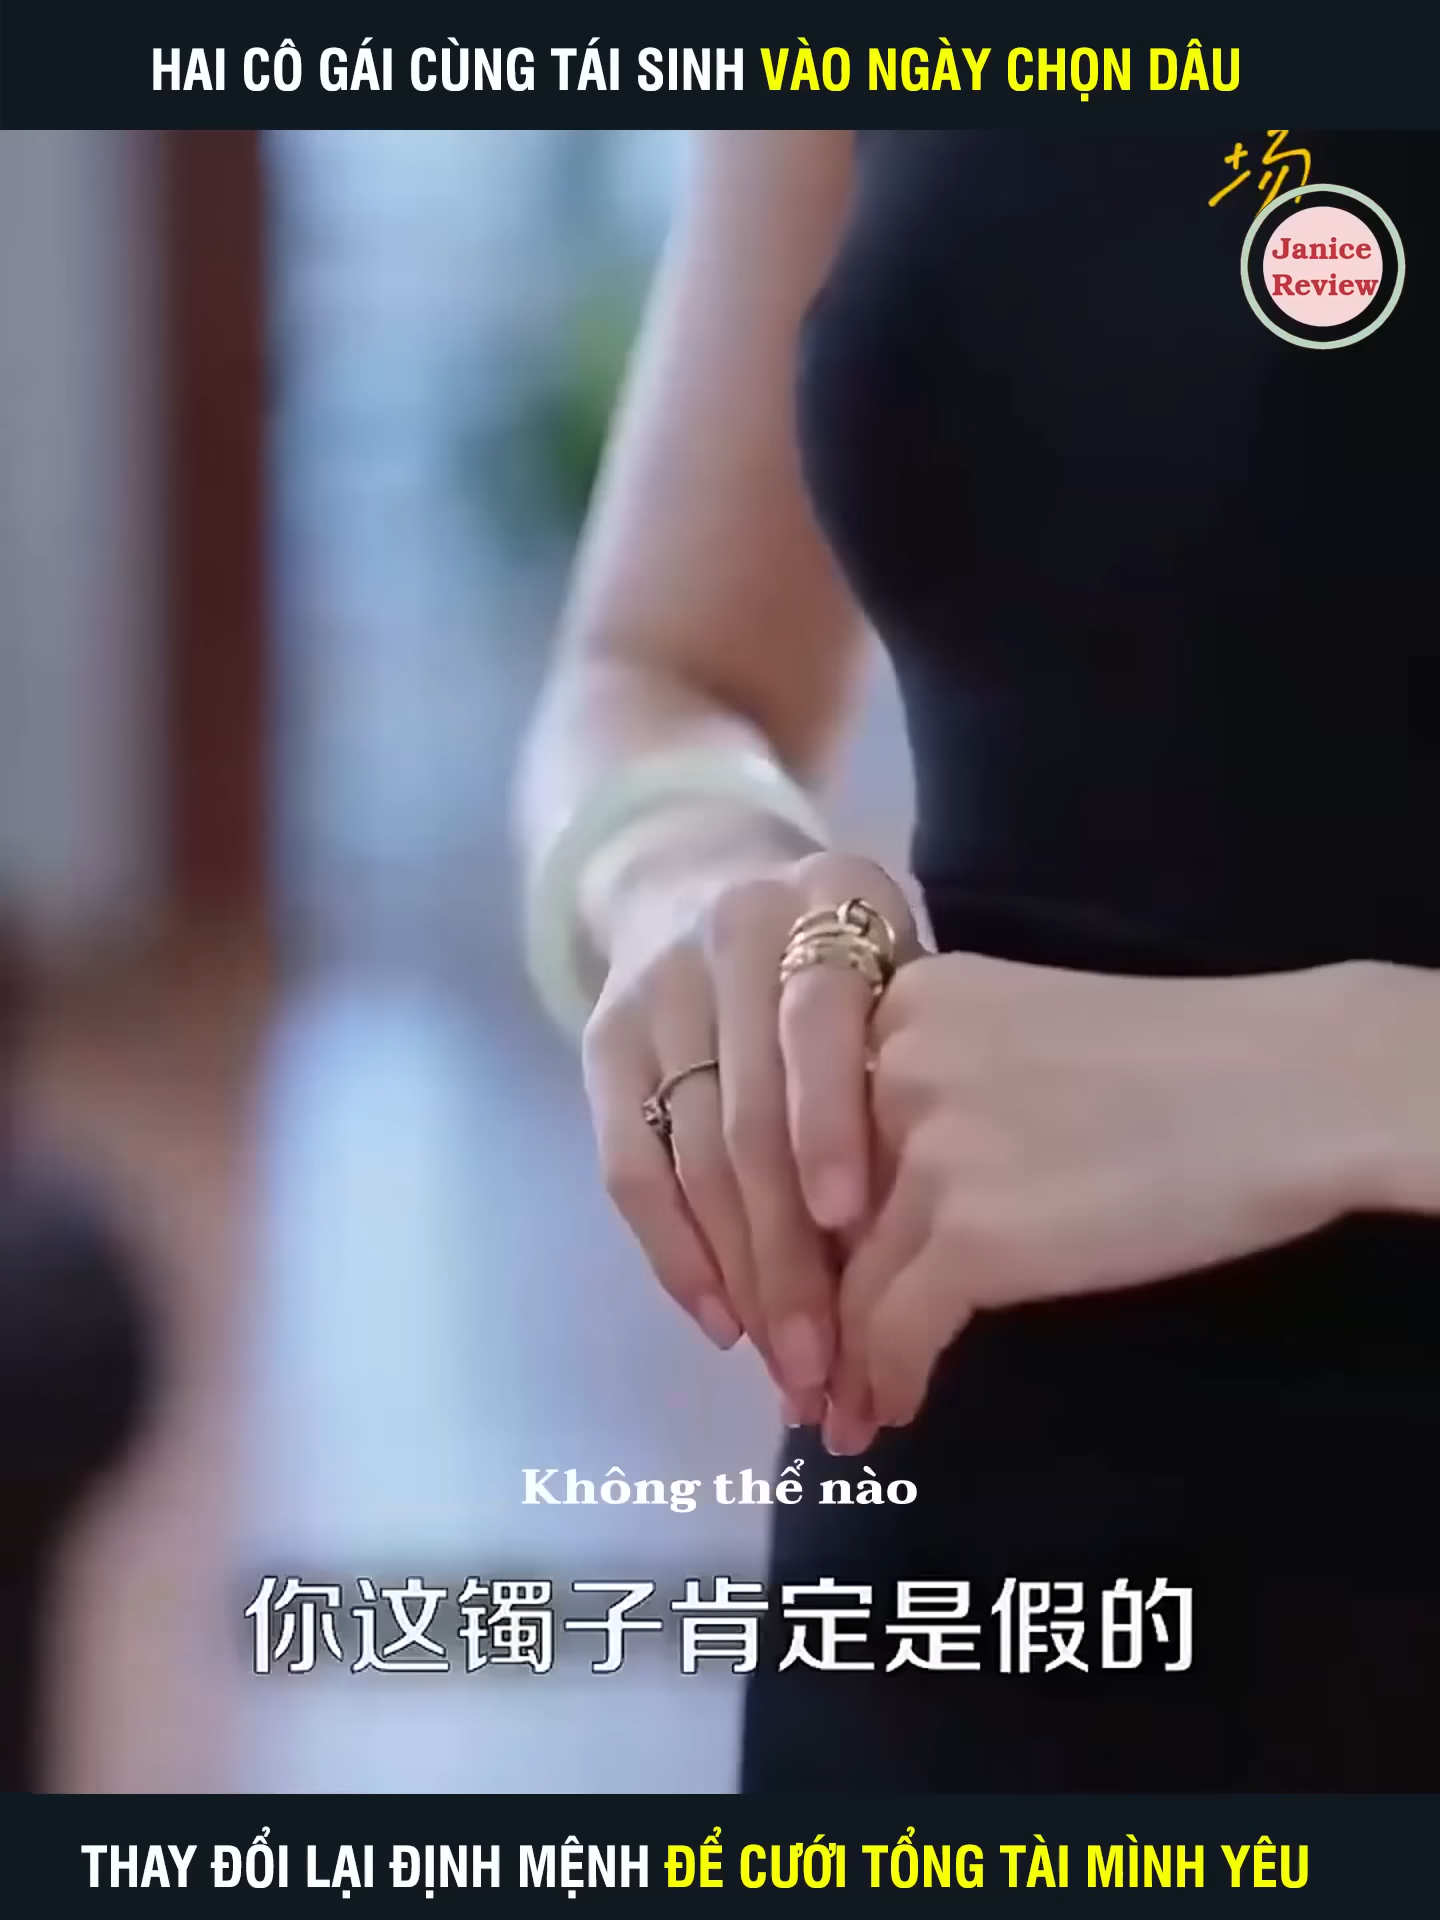 HAI CÔ GÁI CÙNG TÁI SINH VÀO NGÀY CHỌN DÂU
场
Janice
Review
Không thể nào
你这镯子肯定是假的
THAY ĐỔI LẠI ĐỊNH MỆNH ĐỂ CƯỚI TỔNG TÀI MÌNH YÊU